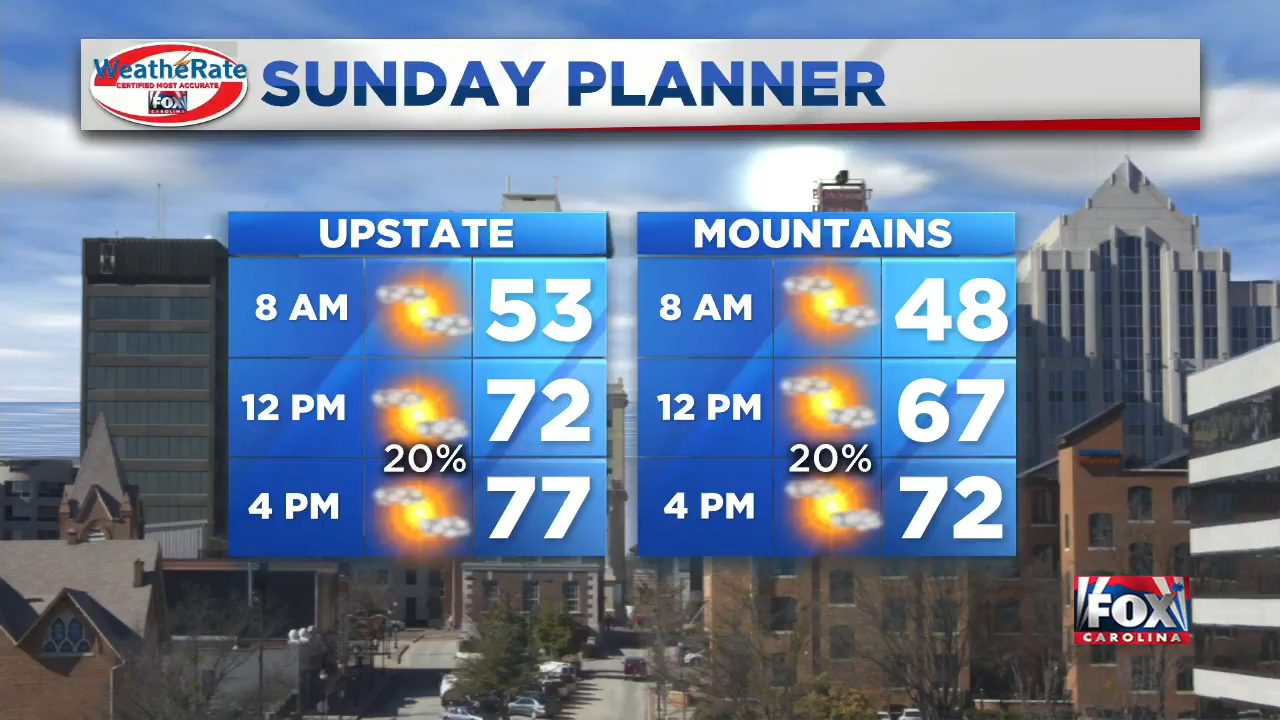 WeatheRate
CERTIFIED MOST ACCURATE
FOX
CAROLINA
SUNDAY PLANNER
UPSTATE
8 AM 53
12 PM 72
20%
4 PM 77
MOUNTAINS
8 AM 48
12 PM 67
20%
4 PM 72
FOX
CAROLINA